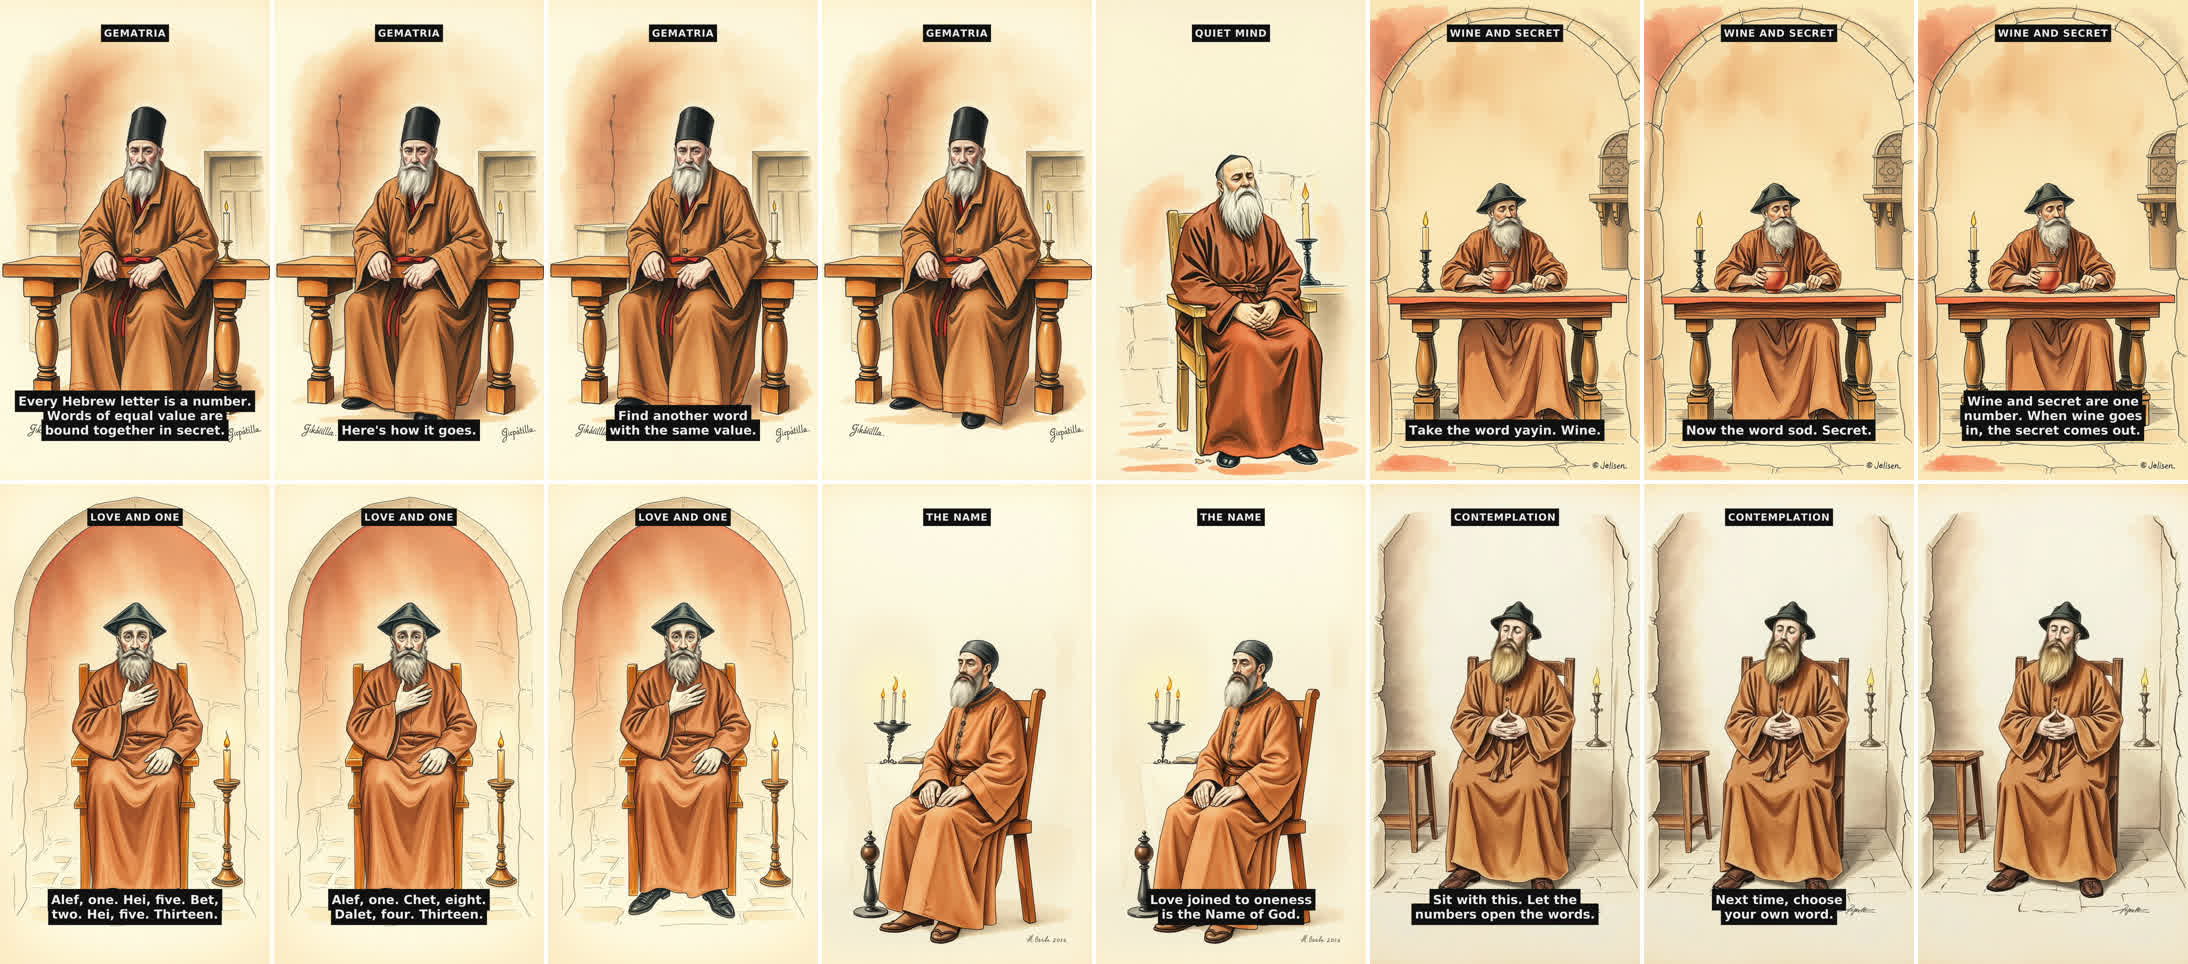 GEMATRIA
Every Hebrew letter is a number.
Words of equal value are
bound together in secret.
GEMATRIA
Here's how it goes.
GEMATRIA
Find another word
with the same value.
GEMATRIA
QUIET MIND
WINE AND SECRET
Take the word yayin. Wine.
© Jelisen.
WINE AND SECRET
Now the word sod. Secret.
© Jelisen.
WINE AND SECRET
Wine and secret are one
number. When wine goes
in, the secret comes out.
© Jelisen.
LOVE AND ONE
Alef, one. Hei, five. Bet,
two. Hei, five. Thirteen.
LOVE AND ONE
Alef, one. Chet, eight.
Dalet, four. Thirteen.
LOVE AND ONE
THE NAME
THE NAME
Love joined to oneness
is the Name of God.
CONTEMPLATION
Sit with this. Let the
numbers open the words.
CONTEMPLATION
Next time, choose
your own word.